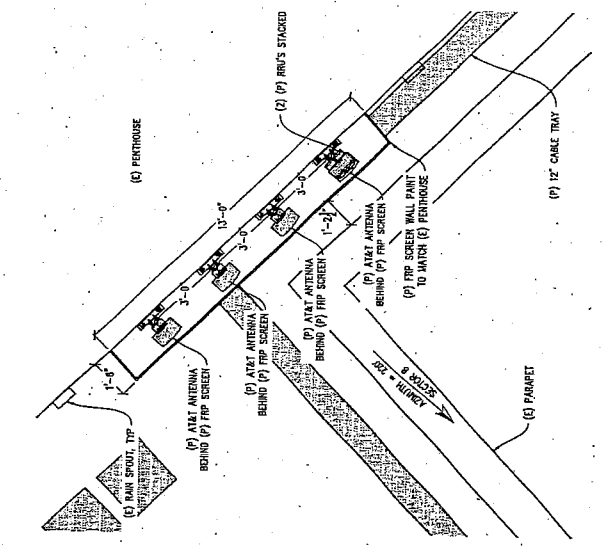 (E) PENTHOUSE
(2) (P) RRU'S STACKED
13'-0"
3'-0"
3'-0"
3'-0"
1'-6"
1'-2½"
(E) RAIN SPOUT, TYP
(P) AT&T ANTENNA
BEHIND (P) FRP SCREEN
(P) AT&T ANTENNA
BEHIND (P) FRP SCREEN
(P) AT&T ANTENNA
BEHIND (P) FRP SCREEN
(P) AT&T ANTENNA
BEHIND (P) FRP SCREEN
(P) FRP SCREEN WALL PAINT
TO MATCH (E) PENTHOUSE
(P) 12" CABLE TRAY
AZIMUTH = 220°
SECTOR B
(E) PARAPET